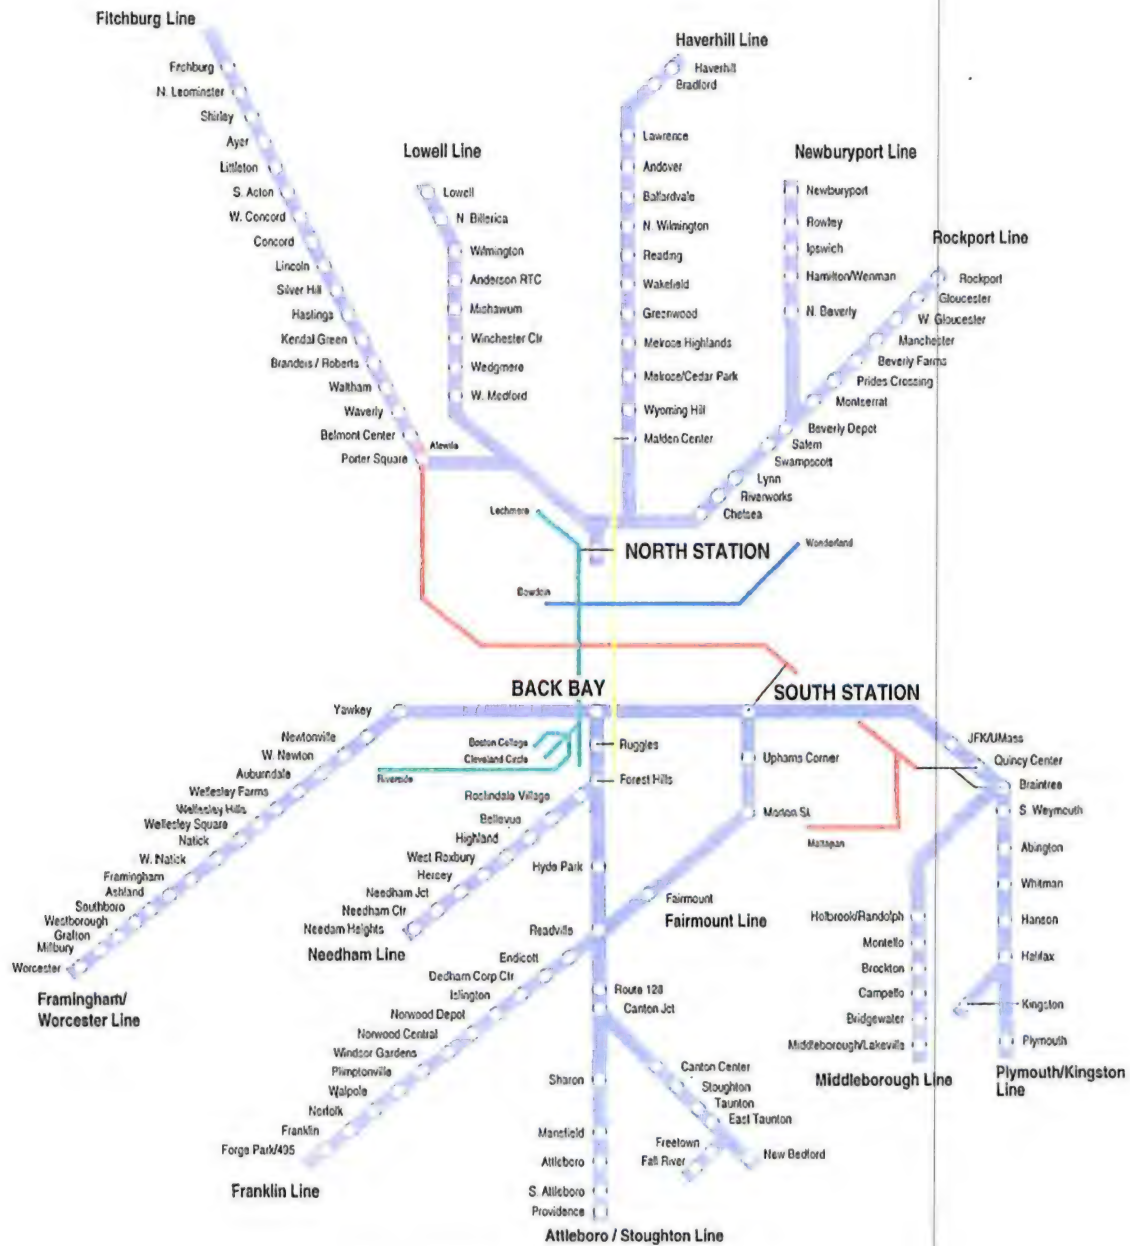 Fitchburg Line
Haverhill Line
Haverhill
Bradford
Frchburg
N. Leominster
Shirley
Ayer
Littleton
S. Acton
W. Concord
Concord
Lincoln
Silver Hill
Hastings
Kendal Green
Brandeis / Roberts
Waltham
Waverly
Belmont Center
Porter Square
Alewife
Lowell Line
Lowell
N. Billerica
Wilmington
Anderson RTC
Mishawum
Winchester Ctr
Wedgmere
W. Medford
Lawrence
Andover
Ballardvale
N. Wilmington
Reading
Wakefield
Greenwood
Melrose Highlands
Melrose/Cedar Park
Wyoming Hill
Malden Center
Newburyport Line
Newburyport
Rowley
Ipswich
Hamilton/Wenman
N. Beverly
Rockport Line
Rockport
Gloucester
W. Gloucester
Manchester
Beverly Farms
Prides Crossing
Montserrat
Beverly Depot
Salem
Swampscott
Lynn
Riverworks
Chelsea
Lechmere
NORTH STATION
Wonderland
Bowdoin
BACK BAY
SOUTH STATION
Yawkey
Newtonville
W. Newton
Auburndale
Wellesley Farms
Wellesley Hills
Wellesley Square
Natick
W. Natick
Framingham
Ashland
Southboro
Westborough
Grafton
Millbury
Worcester
Framingham/
Worcester Line
Boston College
Cleveland Circle
Riverside
Ruggles
Forest Hills
Roslindale Village
Bellevue
Highland
West Roxbury
Hersey
Needham Jct
Needham Ctr
Needam Heights
Needham Line
Uphams Corner
Morton St.
Fairmount
Fairmount Line
Hyde Park
Readville
Endicott
Dedham Corp Ctr
Islington
Norwood Depot
Norwood Central
Windsor Gardens
Plimptonville
Walpole
Norfolk
Franklin
Forge Park/495
Franklin Line
Route 128
Canton Jct
Sharon
Mansfield
Attleboro
S. Attleboro
Providence
Attleboro / Stoughton Line
Canton Center
Stoughton
Taunton
East Taunton
Freetown
Fall River
New Bedford
JFK/UMass
Quincy Center
Braintree
Mattapan
S. Weymouth
Abington
Whitman
Hanson
Halifax
Kingston
Plymouth
Plymouth/Kingston
Line
Holbrook/Randolph
Montello
Brockton
Campello
Bridgewater
Middleborough/Lakeville
Middleborough Line